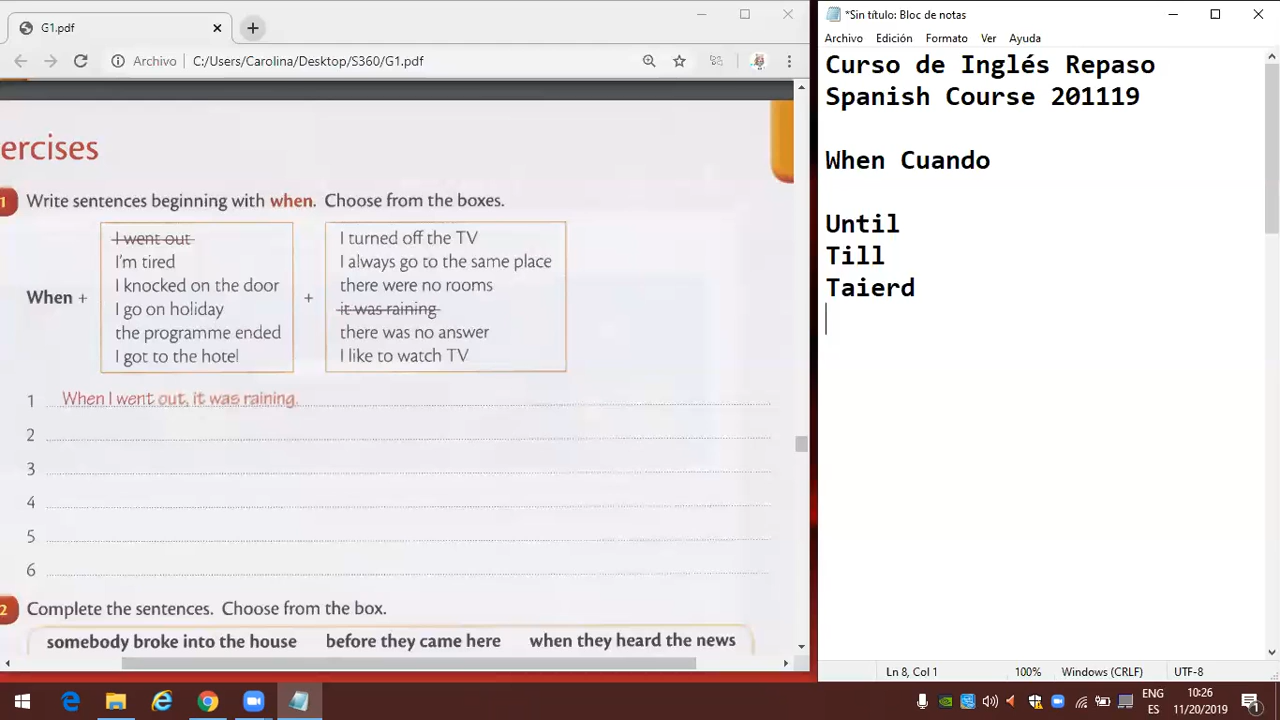 G1.pdf
Archivo C:/Users/Carolina/Desktop/S360/G1.pdf
ercises
1 Write sentences beginning with when. Choose from the boxes.
When +
I went out
I'm tired
I knocked on the door
I go on holiday
the programme ended
I got to the hotel
+
I turned off the TV
I always go to the same place
there were no rooms
it was raining
there was no answer
I like to watch TV
1 When I went out, it was raining.
2
3
4
5
6
2 Complete the sentences. Choose from the box.
somebody broke into the house before they came here when they heard the news
*Sin título: Bloc de notas
Archivo Edición Formato Ver Ayuda
Curso de Inglés Repaso
Spanish Course 201119
When Cuando
Until
Till
Taierd
Ln 8, Col 1 100% Windows (CRLF) UTF-8
ENG
ES
10:26
11/20/2019
1